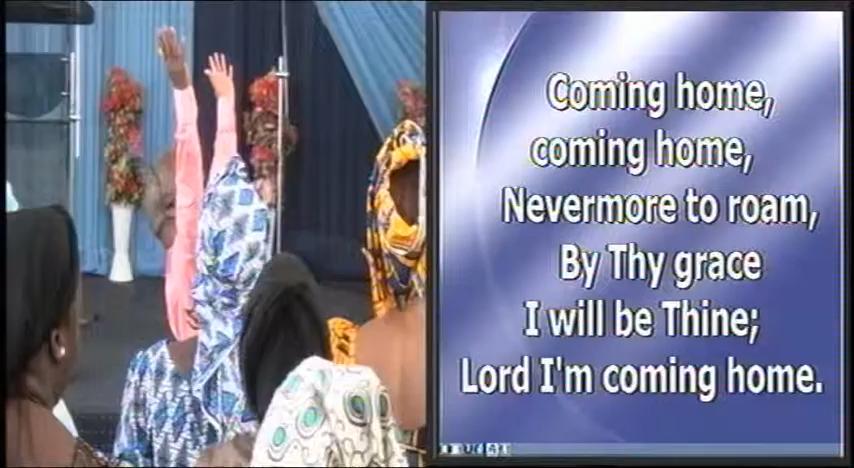 Coming home,
coming home,
Nevermore to roam,
By Thy grace
I will be Thine;
Lord I'm coming home.